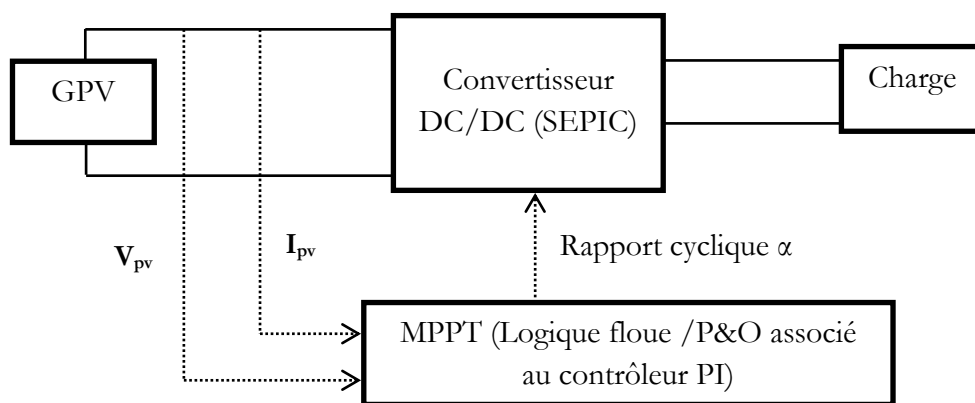 GPV
Convertisseur
DC/DC (SEPIC)
Charge
Vpv
Ipv
Rapport cyclique α
MPPT (Logique floue /P&O associé
au contrôleur PI)